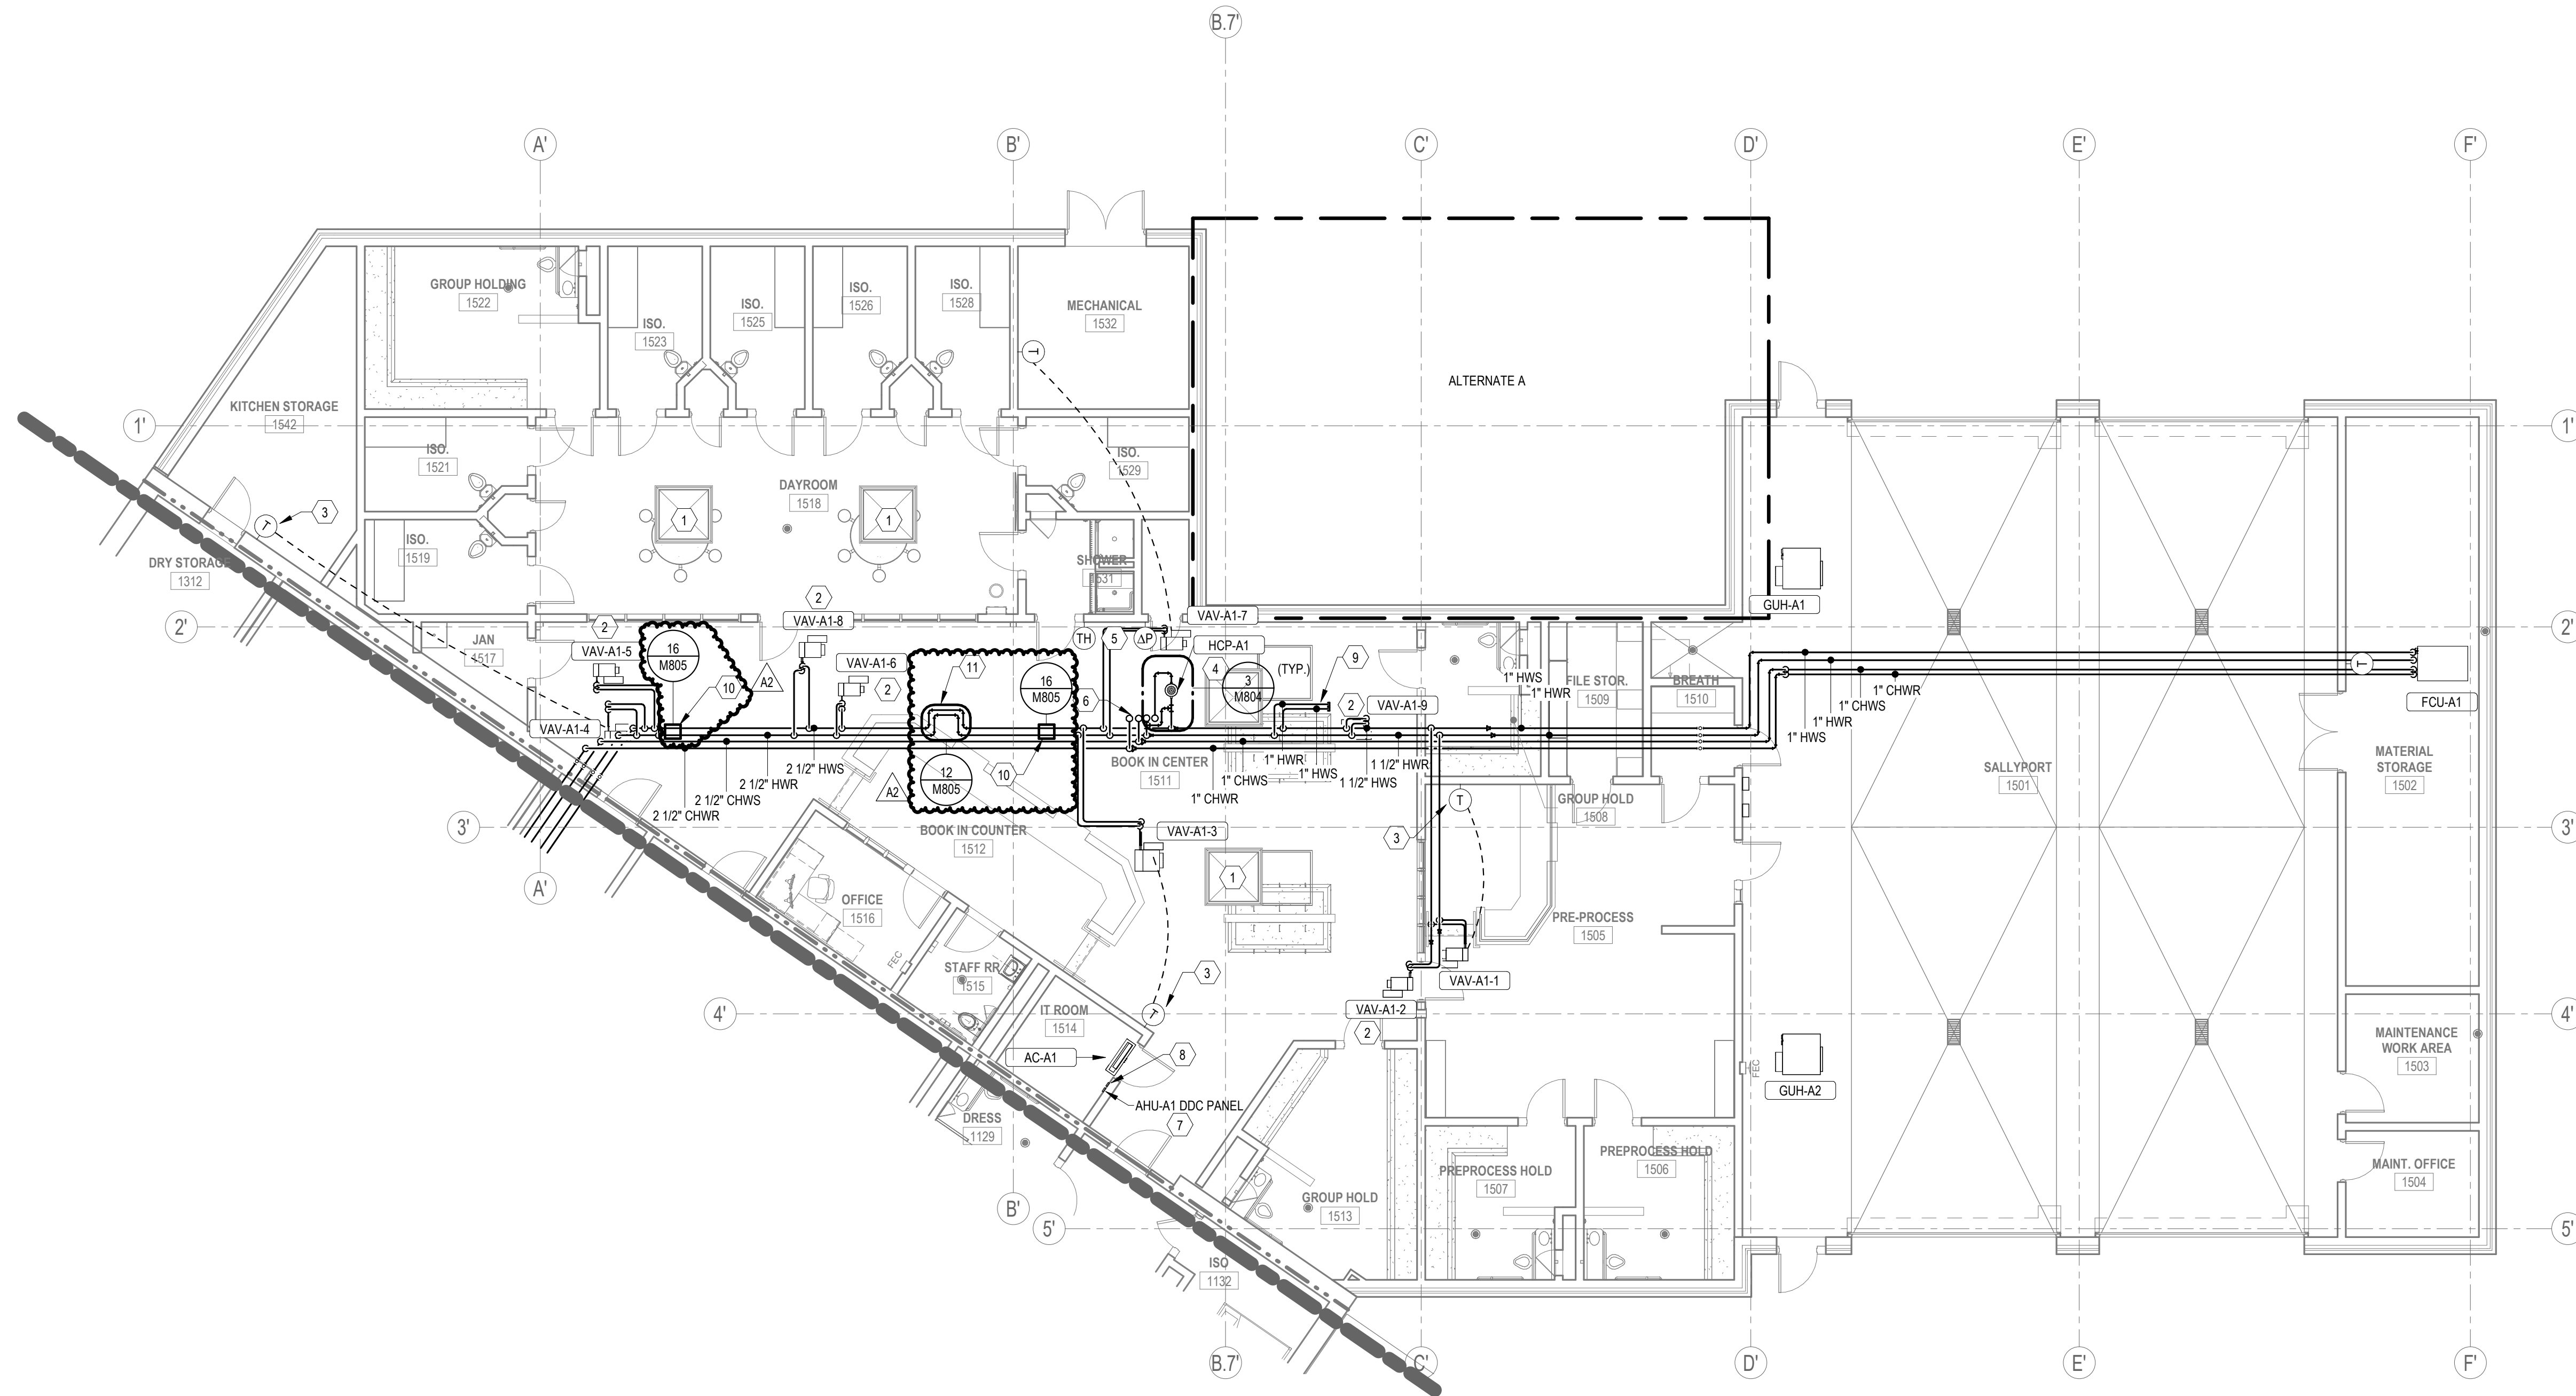 B.7'
A'
B'
C'
D'
E'
F'
ALTERNATE A
GROUP HOLDING
1522
ISO.
1523
ISO.
1525
ISO.
1526
ISO.
1528
MECHANICAL
1532
T
KITCHEN STORAGE
1542
1'
1'
ISO.
1521
ISO.
1529
DAYROOM
1518
1
1
3
T
ISO.
1519
DRY STORAGE
1312
SHOWER
1531
2'
2'
JAN
1517
2
VAV-A1-5
2
VAV-A1-8
16
M805
10
A2
VAV-A1-6
2
11
16
M805
TH
5
ΔP
VAV-A1-7
HCP-A1
4
3
M804
(TYP.)
9
6
2
VAV-A1-9
VAV-A1-4
1" HWS
1" HWR
FILE STOR.
1509
BREATH
1510
GUH-A1
T
FCU-A1
1" CHWR
1" CHWS
1" HWR
1" HWS
2 1/2" HWS
2 1/2" HWR
2 1/2" CHWS
2 1/2" CHWR
12
M805
10
A2
BOOK IN CENTER
1511
1" HWR
1" HWS
1" CHWS
1" CHWR
1 1/2" HWR
1 1/2" HWS
SALLYPORT
1501
MATERIAL
STORAGE
1502
3'
3'
BOOK IN COUNTER
1512
VAV-A1-3
T
3
GROUP HOLD
1508
A'
1
OFFICE
1516
FEC
PRE-PROCESS
1505
STAFF RR
1515
3
VAV-A1-1
VAV-A1-2
2
4'
4'
IT ROOM
1514
T
AC-A1
8
AHU-A1 DDC PANEL
7
FEC
GUH-A2
MAINTENANCE
WORK AREA
1503
DRESS
1129
PREPROCESS HOLD
1507
PREPROCESS HOLD
1506
MAINT. OFFICE
1504
GROUP HOLD
1513
B'
5'
5'
ISO
1132
B.7'
C'
D'
E'
F'